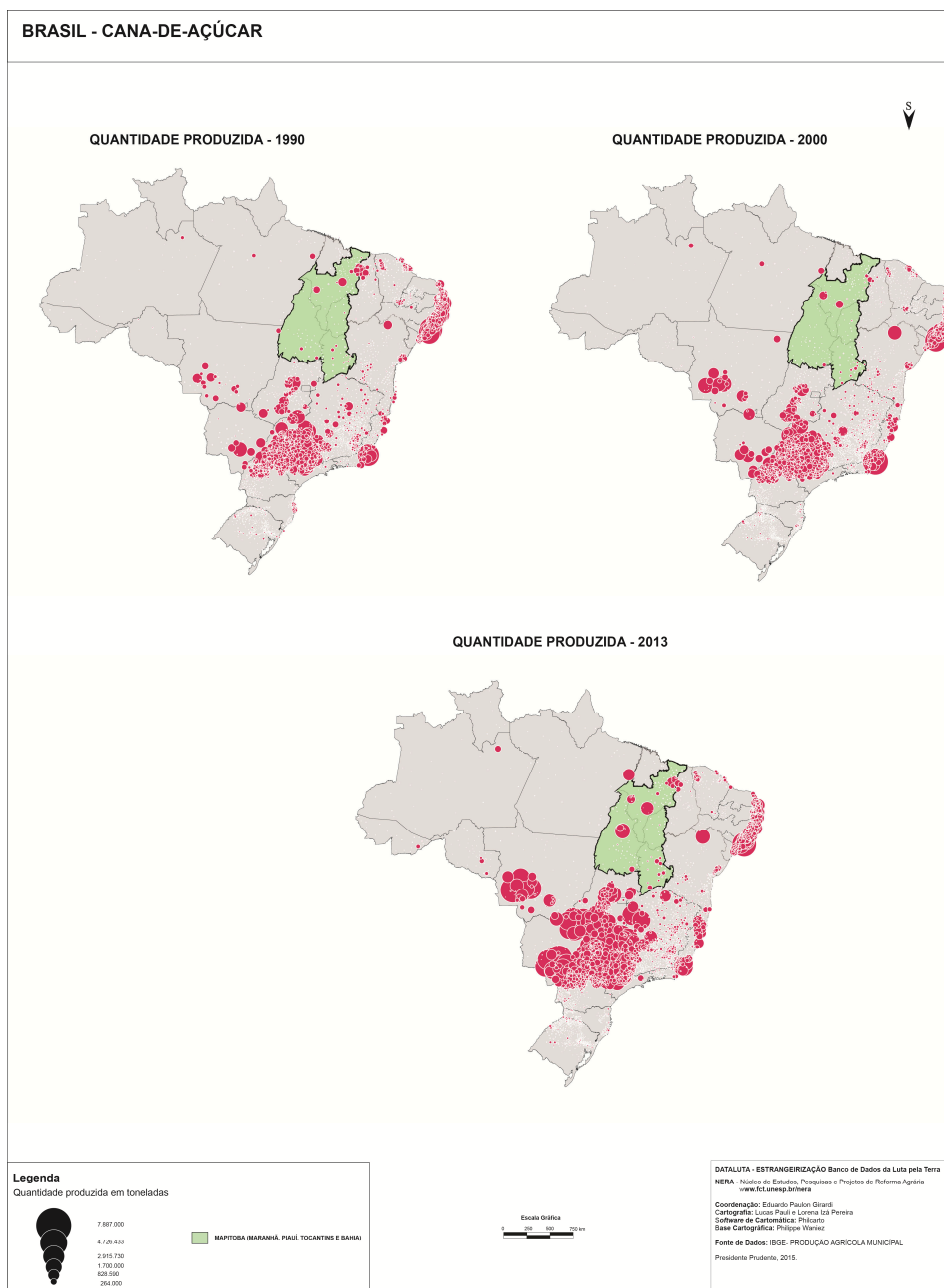 BRASIL - CANA-DE-AÇÚCAR
S
QUANTIDADE PRODUZIDA - 1990
QUANTIDADE PRODUZIDA - 2000
QUANTIDADE PRODUZIDA - 2013
Legenda
Quantidade produzida em toneladas
7.887.000
4.726.433
2.915.730
1.700.000
828.590
264.000
MAPITOBA (MARANHÃ. PIAUÍ. TOCANTINS E BAHIA)
Escala Gráfica
0 250 500 750 km
DATALUTA - ESTRANGEIRIZAÇÃO Banco de Dados da Luta pela Terra
NERA - Núcleo de Estudos, Pesquisas e Projetos de Reforma Agrária
www.fct.unesp.br/nera
Coordenação: Eduardo Paulon Girardi
Cartografia: Lucas Pauli e Lorena Izá Pereira
Software de Cartomática: Philcarto
Base Cartográfica: Philippe Waniez
Fonte de Dados: IBGE- PRODUÇÃO AGRÍCOLA MUNICÍPAL
Presidente Prudente, 2015.